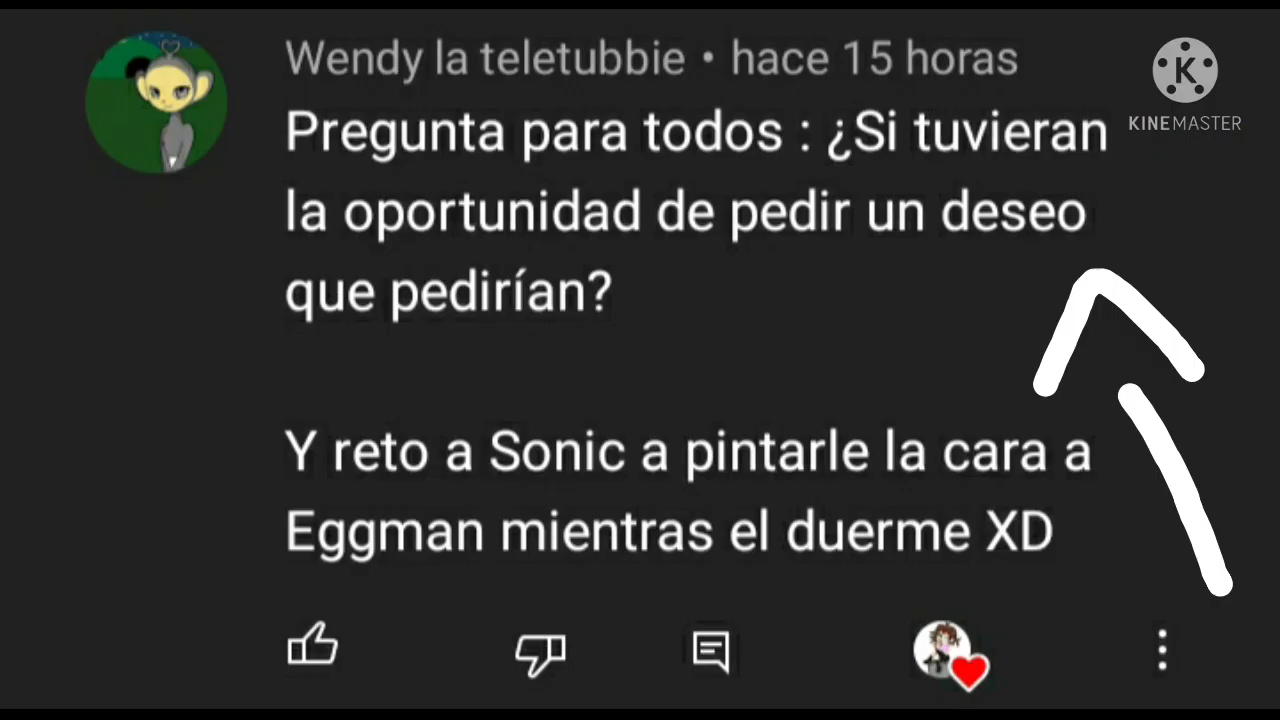 Wendy la teletubbie • hace 15 horas
Pregunta para todos : ¿Si tuvieran
la oportunidad de pedir un deseo
que pedirían?
Y reto a Sonic a pintarle la cara a
Eggman mientras el duerme XD
K
KINEMASTER